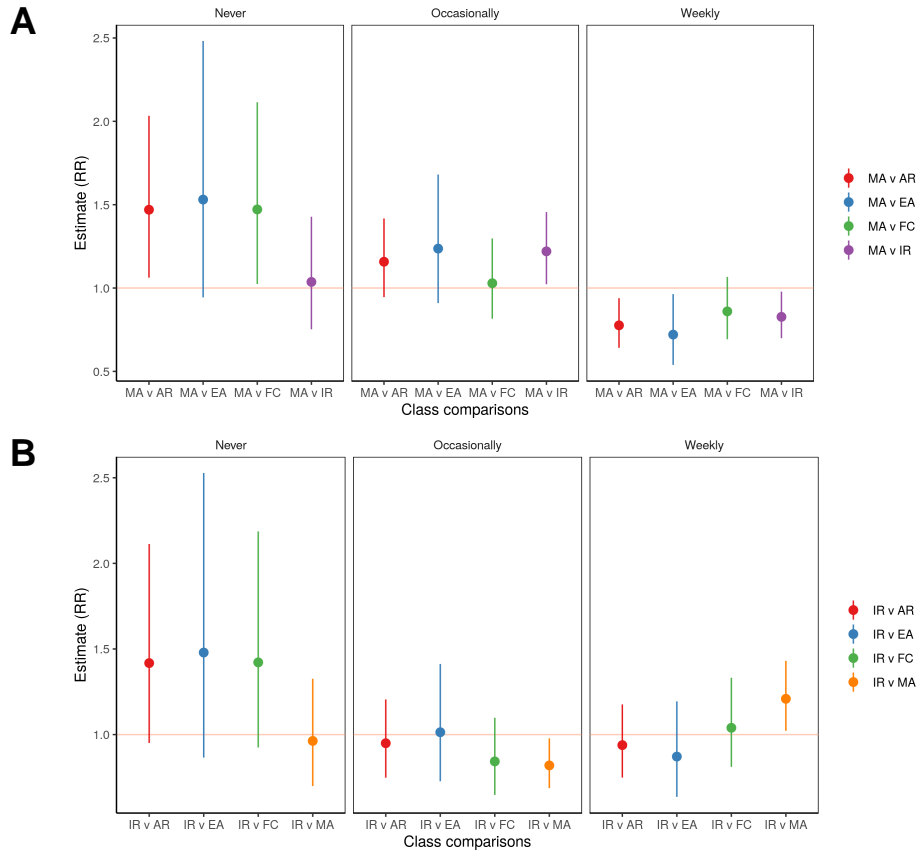 A
Never Occasionally Weekly
2.5
2.0
1.5
1.0
0.5
Estimate (RR)
MA v AR MA v EA MA v FC MA v IR MA v AR MA v EA MA v FC MA v IR MA v AR MA v EA MA v FC MA v IR
Class comparisons
MA v AR
MA v EA
MA v FC
MA v IR
B
Never Occasionally Weekly
2.5
2.0
1.5
1.0
Estimate (RR)
IR v AR IR v EA IR v FC IR v MA IR v AR IR v EA IR v FC IR v MA IR v AR IR v EA IR v FC IR v MA
Class comparisons
IR v AR
IR v EA
IR v FC
IR v MA